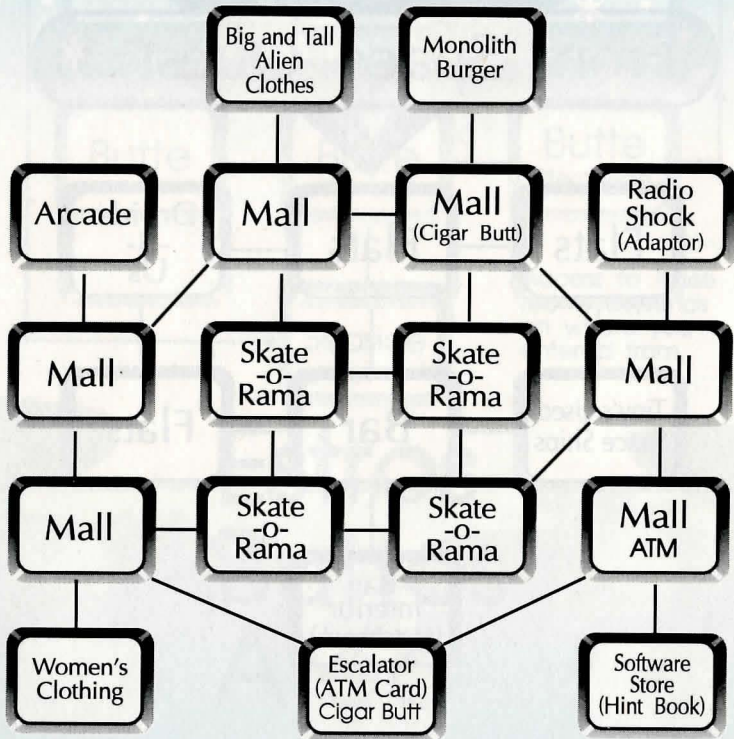 Big and Tall
Alien
Clothes
Monolith
Burger
Arcade
Mall
Mall
(Cigar Butt)
Radio
Shock
(Adaptor)
Mall
Skate
-o-
Rama
Skate
-o-
Rama
Mall
Mall
Skate
-o-
Rama
Skate
-o-
Rama
Mall
ATM
Women's
Clothing
Escalator
(ATM Card)
Cigar Butt
Software
Store
(Hint Book)